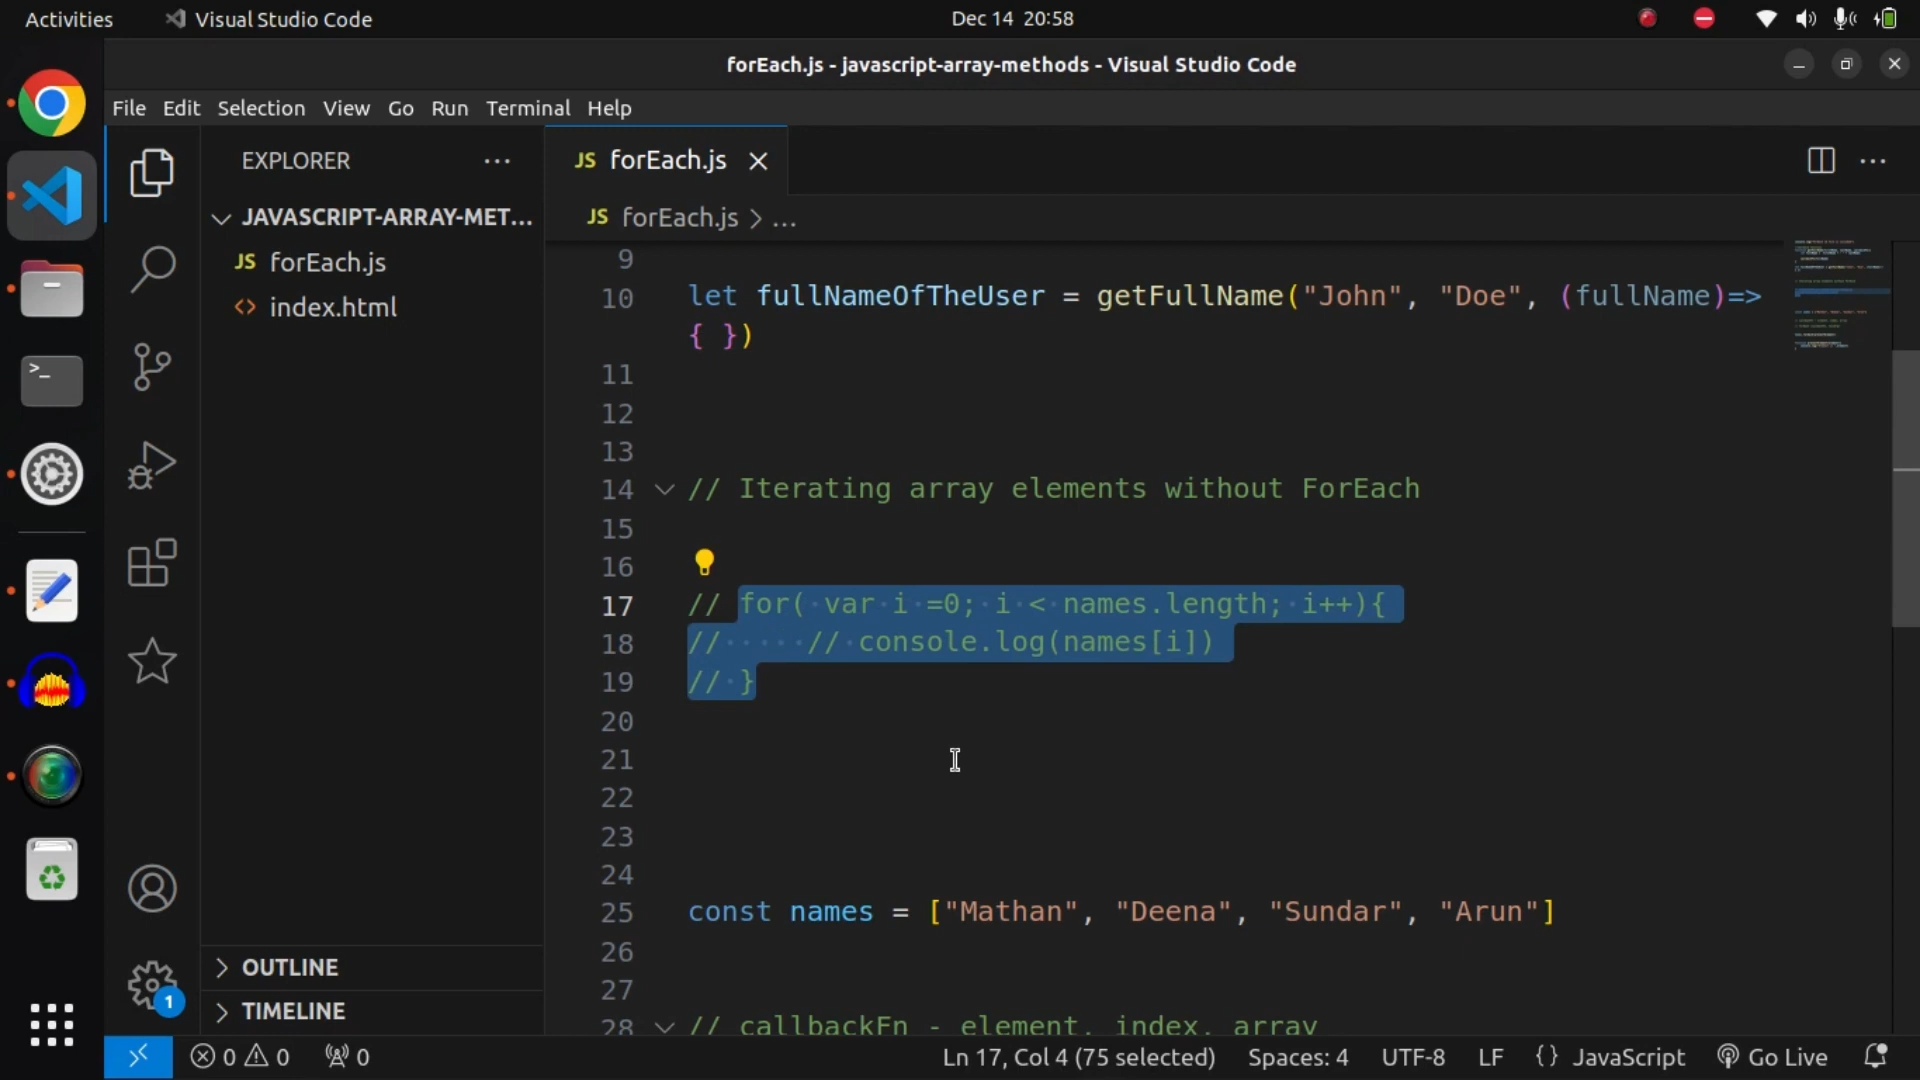 Activities
Visual Studio Code
Dec 14 20:58
forEach.js - javascript-array-methods - Visual Studio Code
File Edit Selection View Go Run Terminal Help
EXPLORER
JAVASCRIPT-ARRAY-MET...
JS forEach.js
<> index.html
OUTLINE
TIMELINE
JS forEach.js
JS forEach.js > ...
9
10 let fullNameOfTheUser = getFullName("John", "Doe", (fullName)=>
{ })
11
12
13
14 // Iterating array elements without ForEach
15
16
17 // for( var i =0; i < names.length; i++){
18 //     // console.log(names[i])
19 // }
20
21
22
23
24
25 const names = ["Mathan", "Deena", "Sundar", "Arun"]
26
27
28 // callbackFn - element, index, array
1
0 0 0
Ln 17, Col 4 (75 selected) Spaces: 4 UTF-8 LF {} JavaScript Go Live